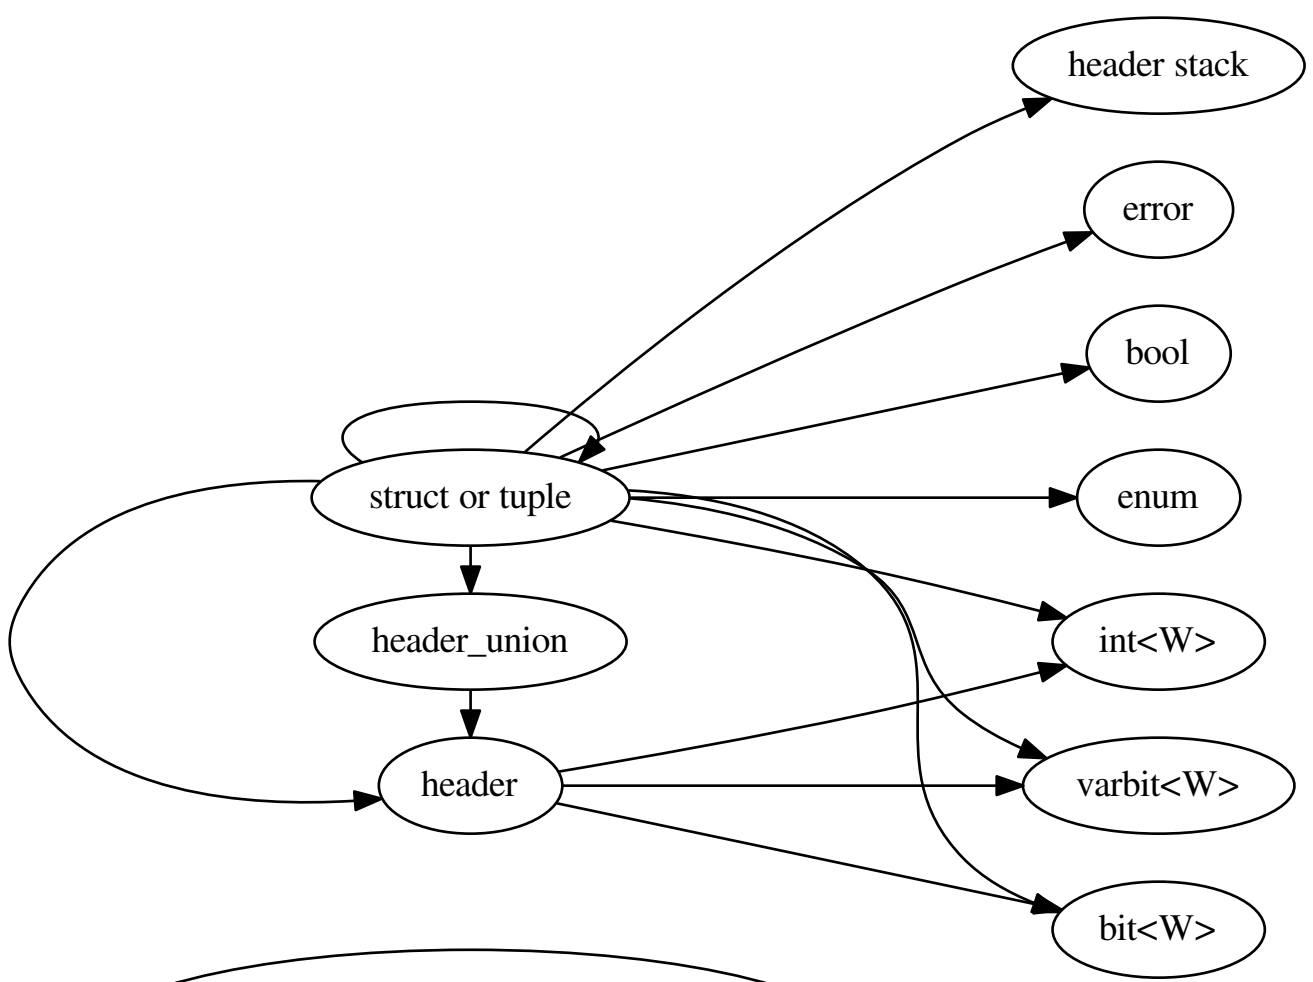 header stack
error
bool
struct or tuple
enum
header_union
int<W>
header
varbit<W>
bit<W>